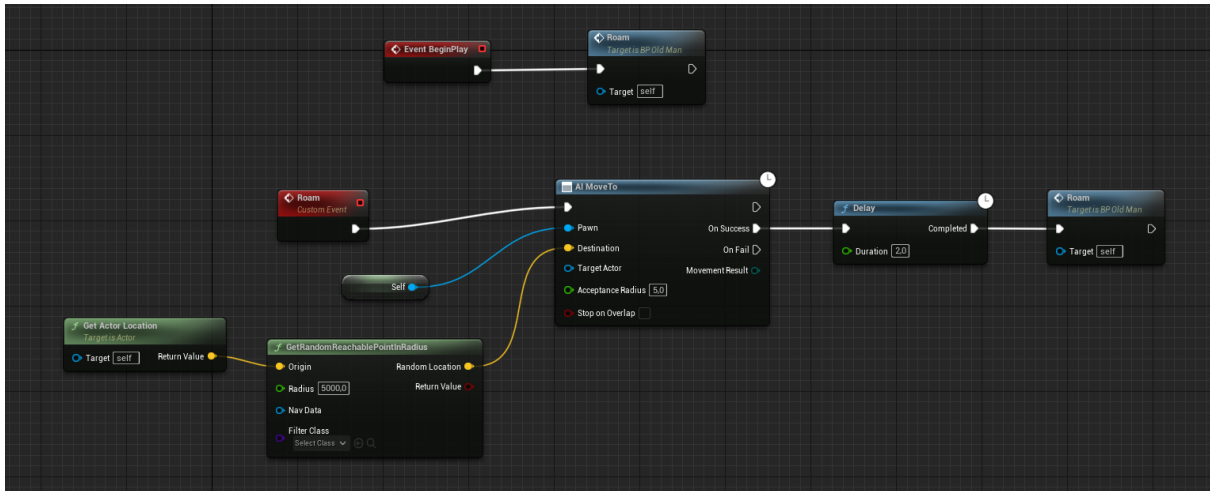 Event BeginPlay
Roam
Target is BP Old Man
Target self
Roam
Custom Event
AI MoveTo
Pawn
On Success
Destination
On Fail
Target Actor
Movement Result
Acceptance Radius 5,0
Stop on Overlap
Delay
Completed
Duration 2,0
Roam
Target is BP Old Man
Target self
Self
Get Actor Location
Target is Actor
Target self
Return Value
GetRandomReachablePointInRadius
Origin
Random Location
Radius 5000,0
Return Value
Nav Data
Filter Class
Select Class